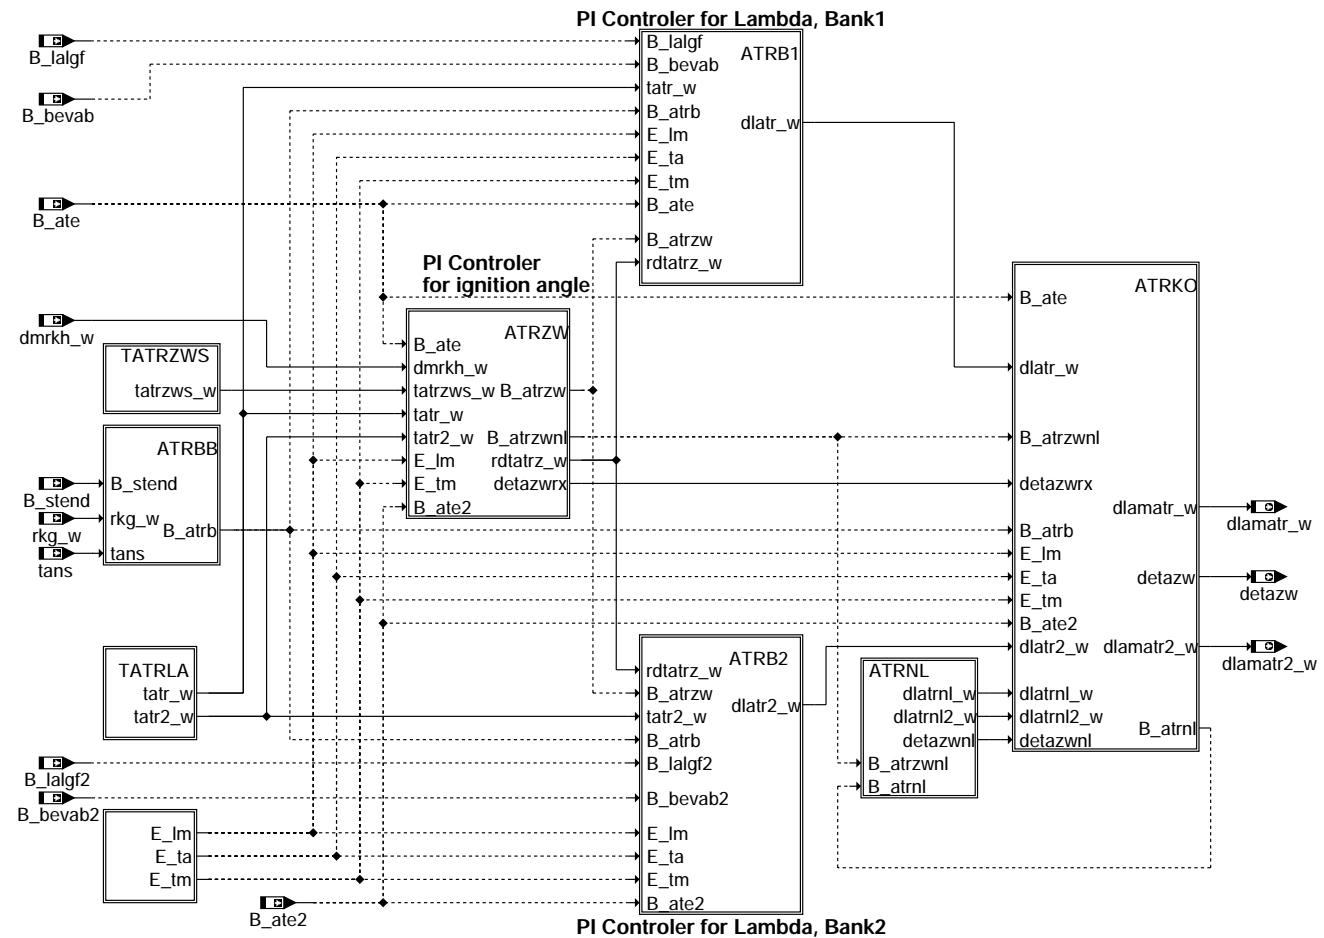 PI Controler for Lambda, Bank1
B_lalgf
B_bevab
B_ate
dmrkh_w
B_lalgf
B_bevab
tatr_w
B_atrb
E_lm
E_ta
E_tm
B_ate
B_atrzw
rdtatrz_w
ATRB1
dlatr_w
PI Controler
for ignition angle
ATRZW
B_ate
dmrkh_w
tatrzws_w B_atrzw
tatr_w
tatr2_w B_atrzwnl
E_lm rdtatrz_w
E_tm detazwrx
B_ate2
TATRZWS
tatrzws_w
ATRBB
B_stend
rkg_w
tans
B_atrb
B_stend
rkg_w
tans
TATRLA
tatr_w
tatr2_w
B_lalgf2
B_bevab2
E_lm
E_ta
E_tm
B_ate2
ATRB2
rdtatrz_w
B_atrzw
tatr2_w
dlatr2_w
B_atrb
B_lalgf2
B_bevab2
E_lm
E_ta
E_tm
B_ate2
PI Controler for Lambda, Bank2
ATRNL
dlatrnl_w
dlatrnl2_w
detazwnl
B_atrzwnl
B_atrnl
ATRKO
B_ate
dlatr_w
B_atrzwnl
detazwrx
B_atrb
E_lm
E_ta
E_tm
B_ate2
dlatr2_w
dlatrnl_w
dlatrnl2_w
detazwnl
dlamatr_w
detazw
dlamatr2_w
B_atrnl
dlamatr_w
detazw
dlamatr2_w